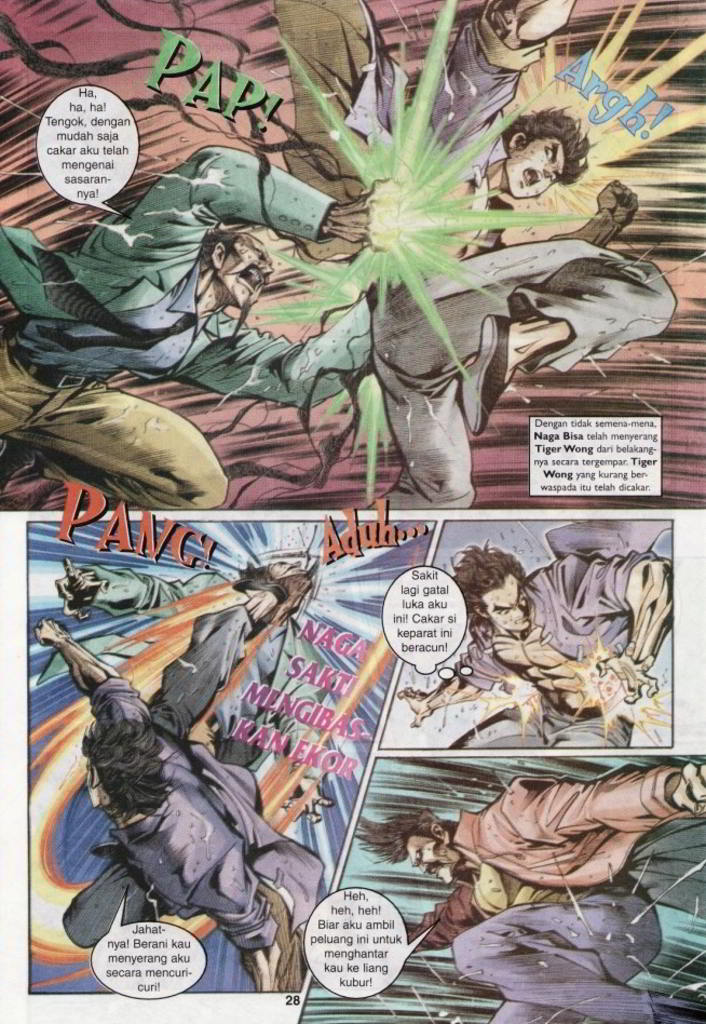 PAP!
Argh!
Ha,
ha, ha!
Tengok, dengan
mudah saja
cakar aku telah
mengenai
sasaran-
nya!
Dengan tidak semena-mena,
Naga Bisa telah menyerang
Tiger Wong dari belakang-
nya secara tergempar. Tiger
Wong yang kurang ber-
waspada itu telah dicakar.
PANG!
Aduh...
NAGA
SAKTI
MENGIBAS-
KAN EKOR
Sakit
lagi gatal
luka aku
ini! Cakar si
keparat ini
beracun!
Jahat-
nya! Berani kau
menyerang aku
secara mencuri-
curi!
Heh,
heh, heh!
Biar aku ambil
peluang ini untuk
menghantar
kau ke liang
kubur!
28